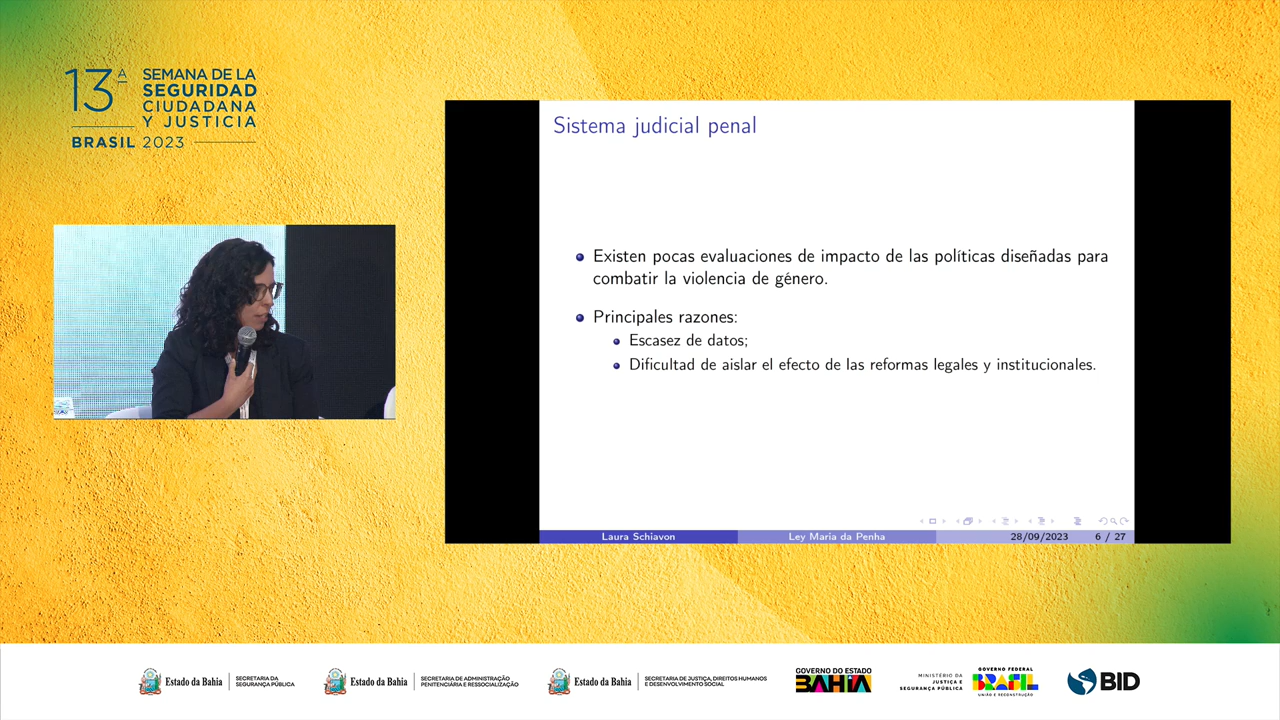 13ª
SEMANA DE LA
SEGURIDAD
CIUDADANA
Y JUSTICIA
BRASIL 2023
Sistema judicial penal
Existen pocas evaluaciones de impacto de las políticas diseñadas para
combatir la violencia de género.
Principales razones:
Escasez de datos;
Dificultad de aislar el efecto de las reformas legales y institucionales.
Laura Schiavon
Ley Maria da Penha
28/09/2023
6 / 27
Estado da Bahia
SECRETARIA DA
SEGURANÇA PÚBLICA
Estado da Bahia
SECRETARIA DE ADMINISTRAÇÃO
PENITENCIÁRIA E RESSOCIALIZAÇÃO
Estado da Bahia
SECRETARIA DE JUSTIÇA, DIREITOS HUMANOS
E DESENVOLVIMENTO SOCIAL
GOVERNO DO ESTADO
BAHIA
MINISTÉRIO DA
JUSTIÇA E
SEGURANÇA PÚBLICA
GOVERNO FEDERAL
BRASIL
UNIÃO E RECONSTRUÇÃO
BID